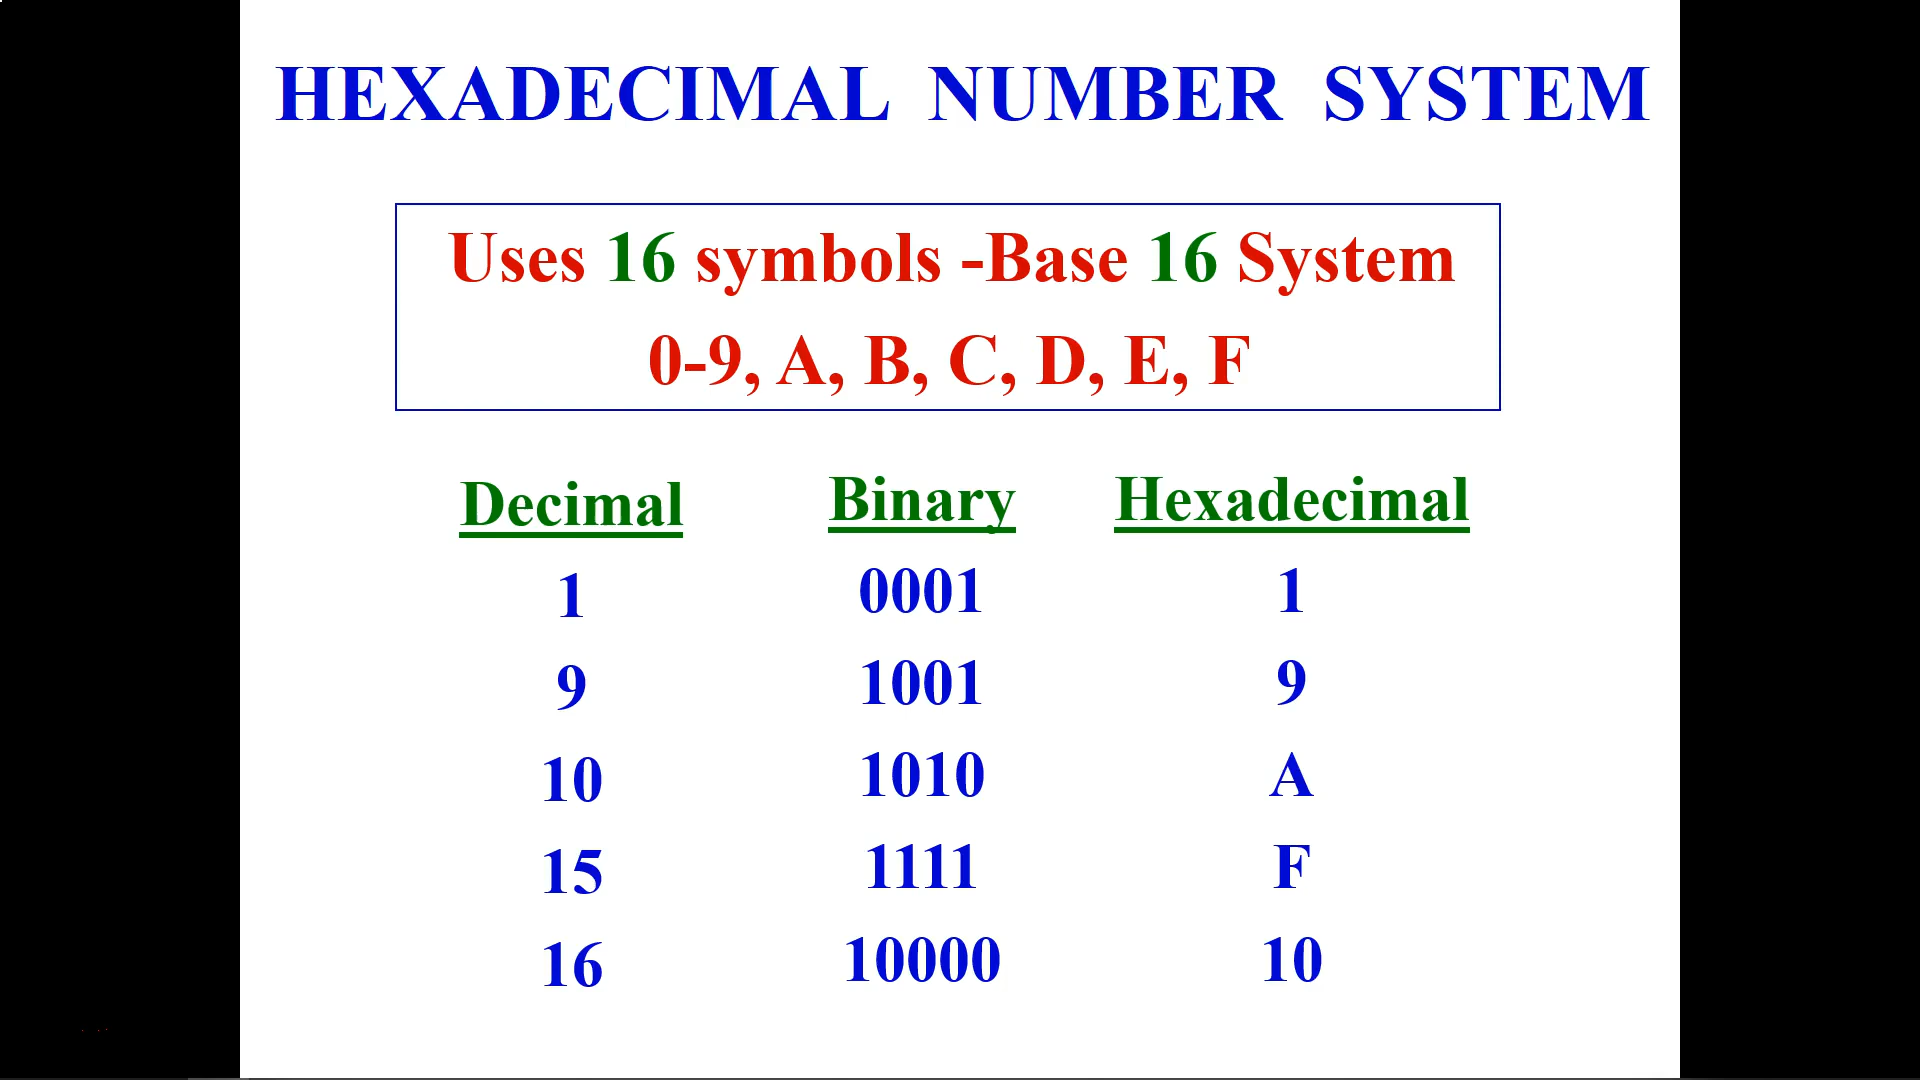 HEXADECIMAL NUMBER SYSTEM
Uses 16 symbols -Base 16 System
0-9, A, B, C, D, E, F
Decimal Binary Hexadecimal
1 0001 1
9 1001 9
10 1010 A
15 1111 F
16 10000 10